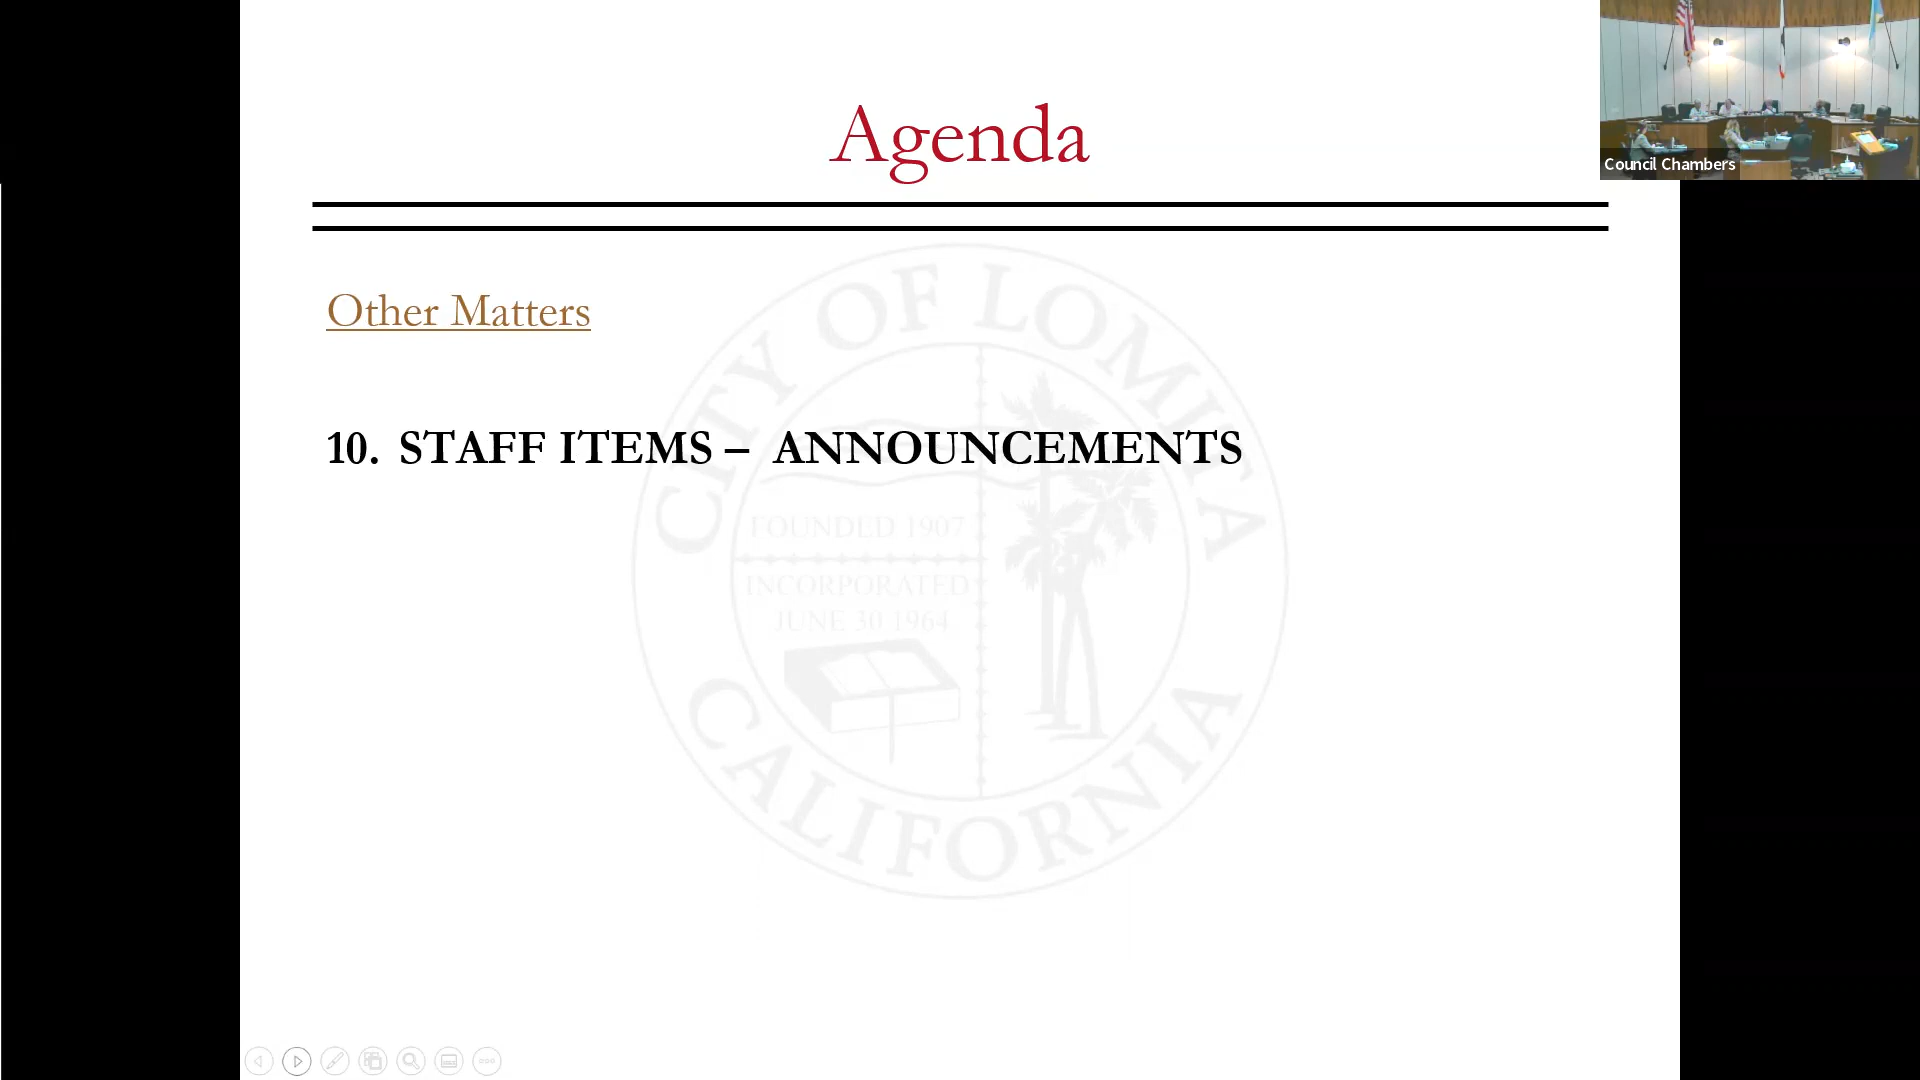 Agenda
Council Chambers
Other Matters
10. STAFF ITEMS – ANNOUNCEMENTS
CITY OF LOMITA
FOUNDED 1907
INCORPORATED
JUNE 30 1964
CALIFORNIA